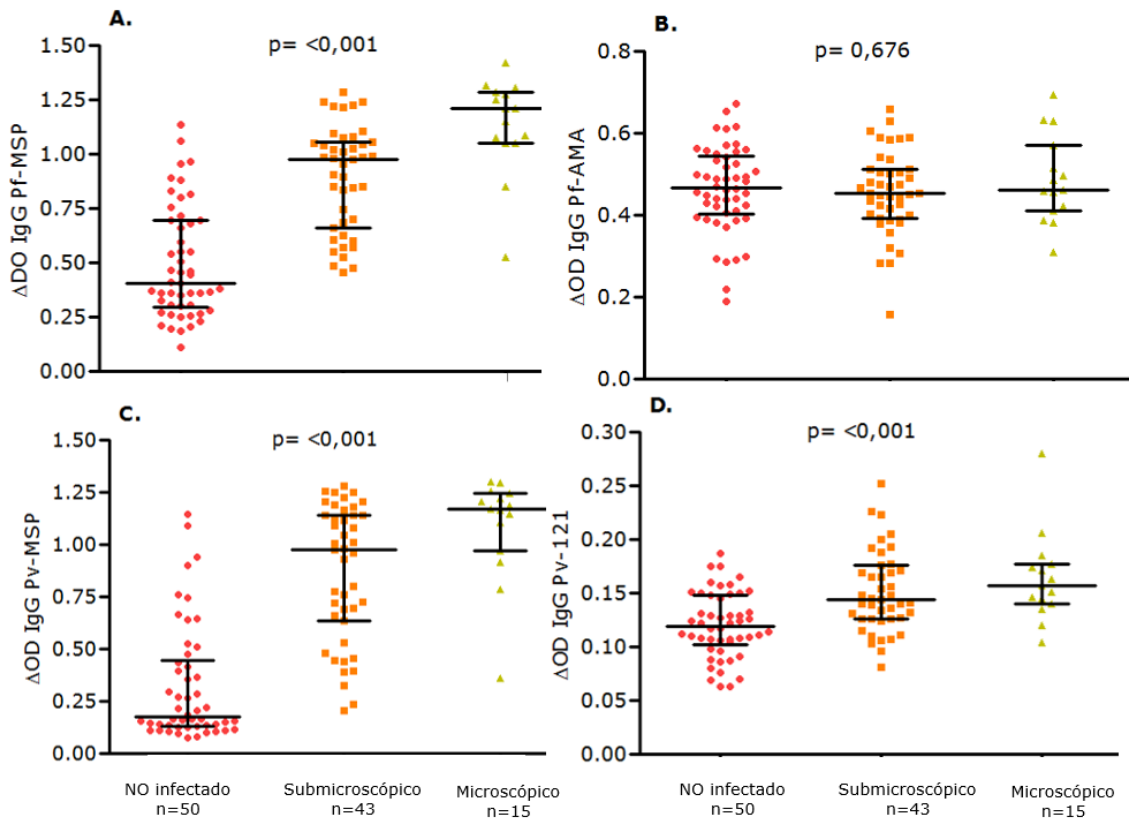 A.
p= <0,001
ΔDO IgG Pf-MSP
1.50
1.25
1.00
0.75
0.50
0.25
0.00
B.
p= 0,676
ΔOD IgG Pf-AMA
0.8
0.6
0.4
0.2
0.0
C.
p= <0,001
ΔOD IgG Pv-MSP
1.50
1.25
1.00
0.75
0.50
0.25
0.00
NO infectado
n=50
Submicroscópico
n=43
Microscópico
n=15
D.
p= <0,001
ΔOD IgG Pv-121
0.30
0.25
0.20
0.15
0.10
0.05
0.00
NO infectado
n=50
Submicroscópico
n=43
Microscópico
n=15